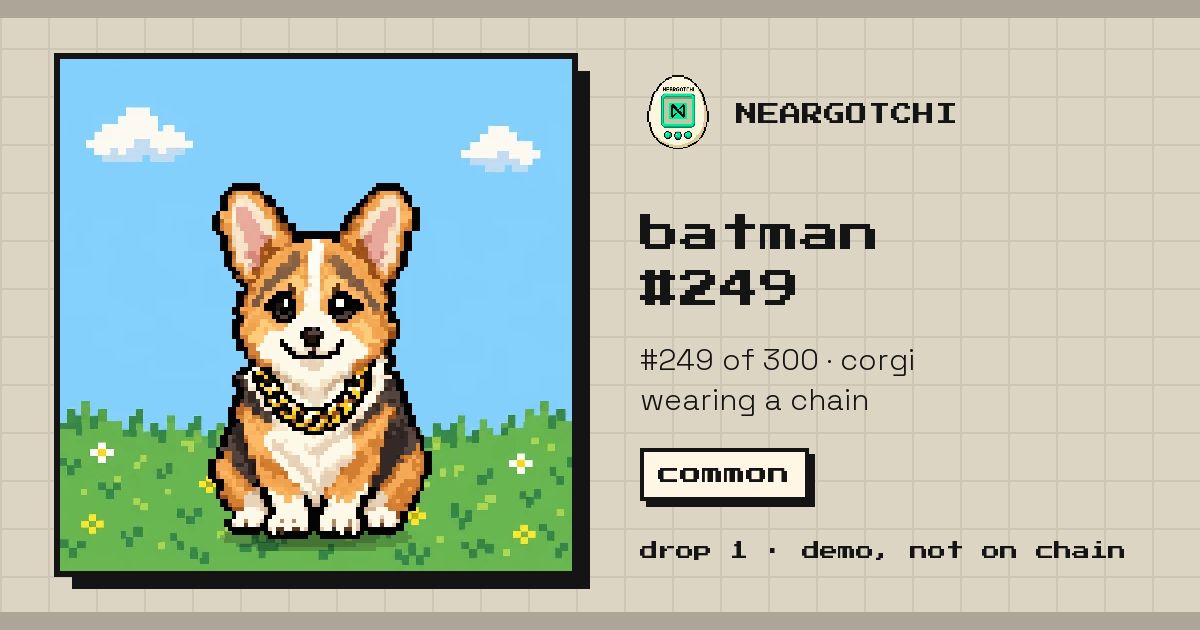 NEARGOTCHI
NEARGOTCHI
batman
#249
#249 of 300 · corgi
wearing a chain
common
drop 1 · demo, not on chain